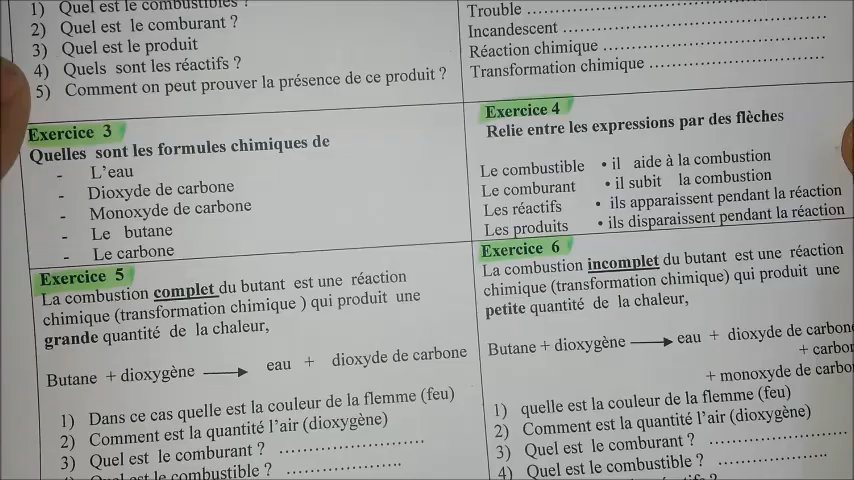 1) Quel est le combustibles ?
2) Quel est le comburant ?
3) Quel est le produit
4) Quels sont les réactifs ?
5) Comment on peut prouver la présence de ce produit ?
Trouble ..........................................
Incandescent ..........................................
Réaction chimique ..........................................
Transformation chimique ..........................................
Exercice 3
Quelles sont les formules chimiques de
- L'eau
- Dioxyde de carbone
- Monoxyde de carbone
- Le butane
- Le carbone
Exercice 4
Relie entre les expressions par des flèches
Le combustible • il aide à la combustion
Le comburant • il subit la combustion
Les réactifs • ils apparaissent pendant la réaction
Les produits • ils disparaissent pendant la réaction
Exercice 5
La combustion complet du butant est une réaction
chimique (transformation chimique ) qui produit une
grande quantité de la chaleur,
Butane + dioxygène ⟶ eau + dioxyde de carbone
1) Dans ce cas quelle est la couleur de la flemme (feu)
2) Comment est la quantité l'air (dioxygène)
3) Quel est le comburant ? ..........................
est le combustible ? ....................
Exercice 6
La combustion incomplet du butant est une réaction
chimique (transformation chimique) qui produit une
petite quantité de la chaleur,
Butane + dioxygène ⟶ eau + dioxyde de carbone
+ carbo
+ monoxyde de carbo
1) quelle est la couleur de la flemme (feu)
2) Comment est la quantité l'air (dioxygène)
3) Quel est le comburant ? ..........................
4) Quel est le combustible ? ....................